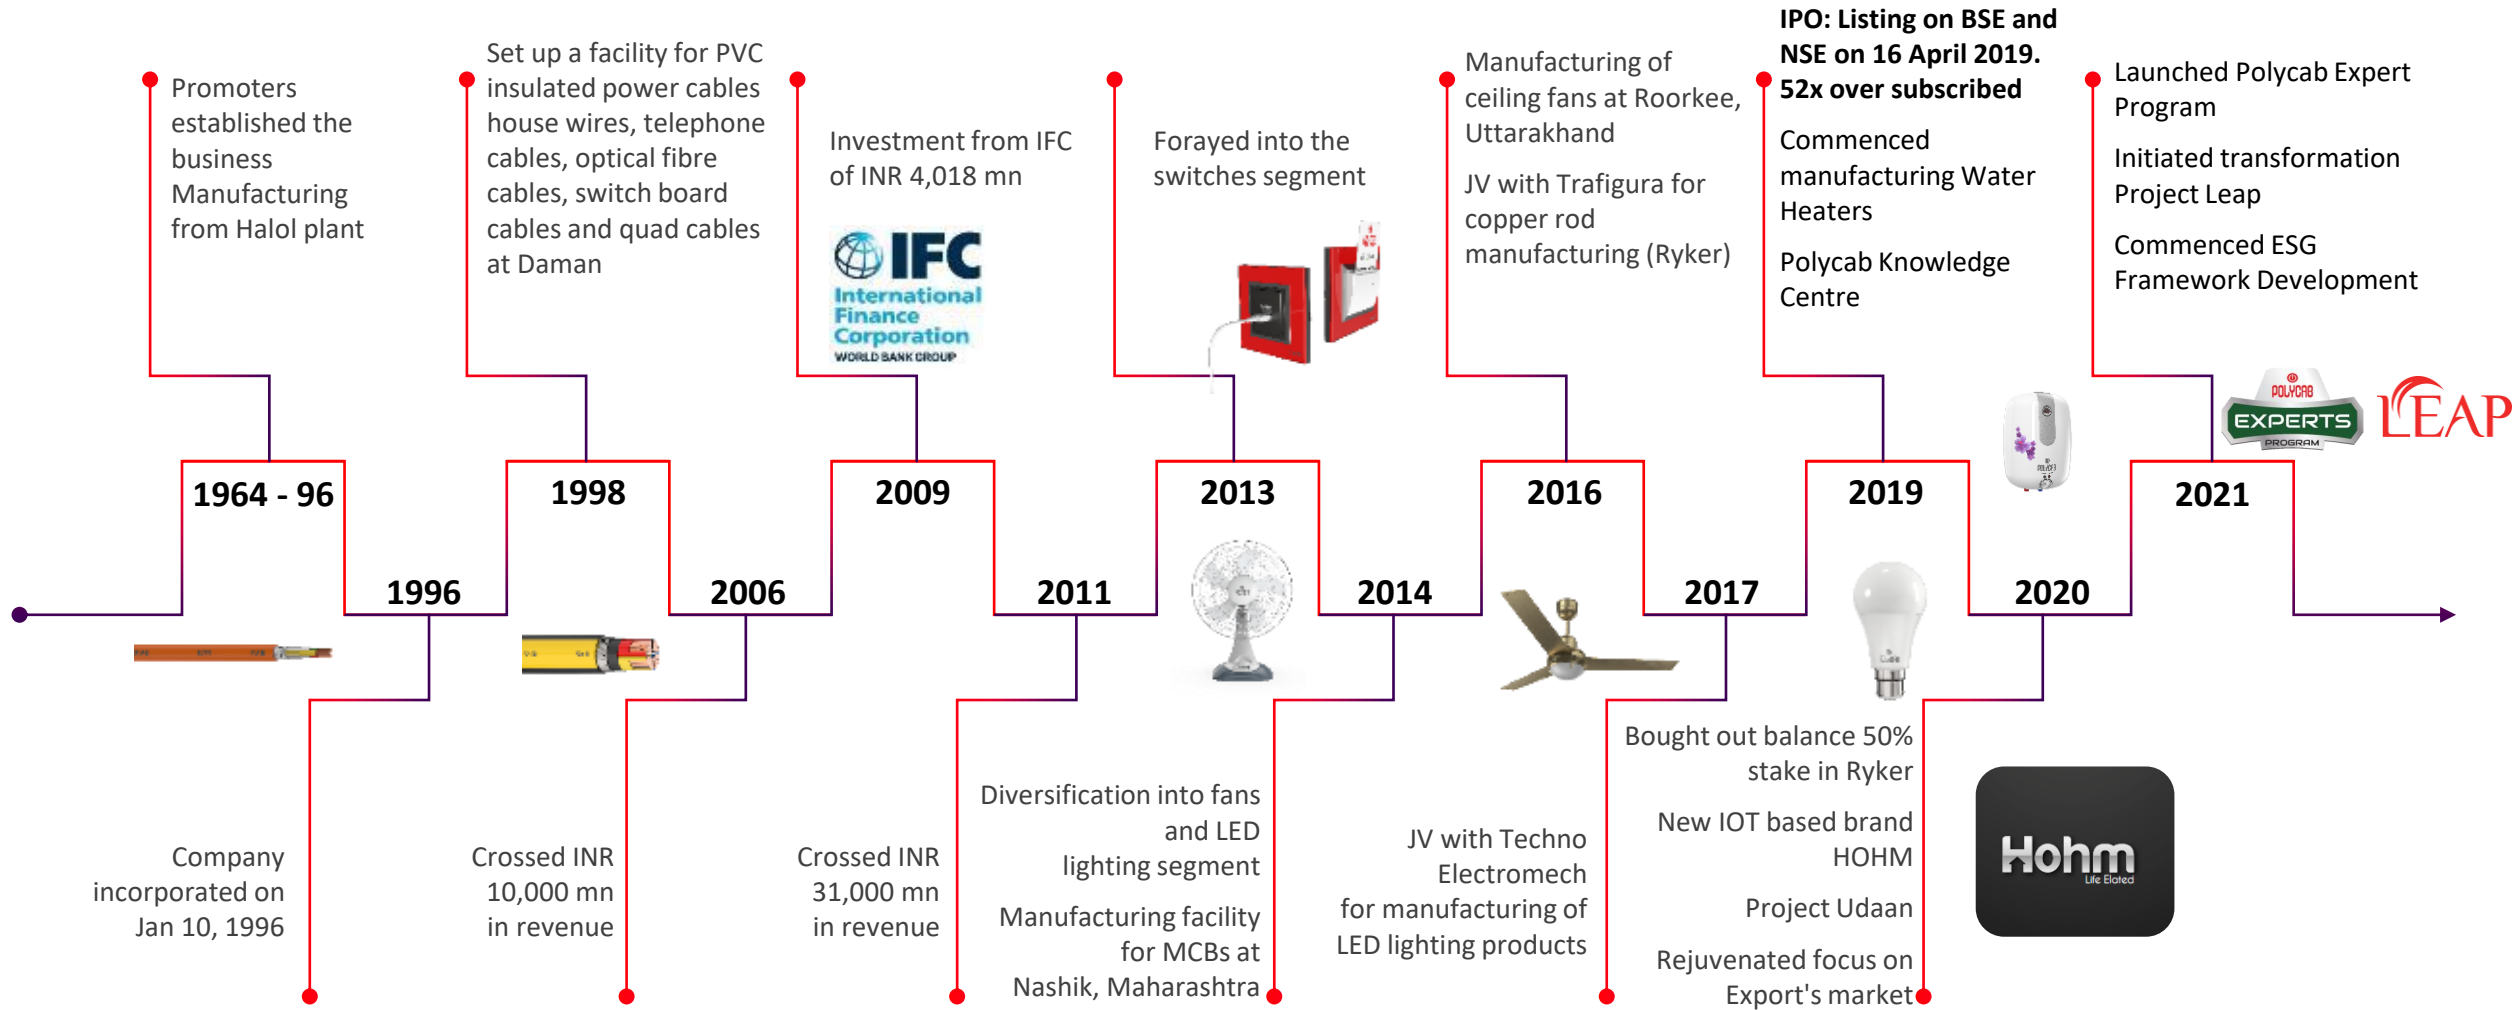 Promoters
established the
business
Manufacturing
from Halol plant
1964 - 96
Company
incorporated on
Jan 10, 1996
1996
Set up a facility for PVC
insulated power cables
house wires, telephone
cables, optical fibre
cables, switch board
cables and quad cables
at Daman
1998
Crossed INR
10,000 mn
in revenue
2006
Investment from IFC
of INR 4,018 mn
IFC
International
Finance
Corporation
WORLD BANK GROUP
2009
Crossed INR
31,000 mn
in revenue
2011
Forayed into the
switches segment
2013
Diversification into fans
and LED
lighting segment
Manufacturing facility
for MCBs at
Nashik, Maharashtra
2014
Manufacturing of
ceiling fans at Roorkee,
Uttarakhand
JV with Trafigura for
copper rod
manufacturing (Ryker)
2016
JV with Techno
Electromech
for manufacturing of
LED lighting products
2017
IPO: Listing on BSE and
NSE on 16 April 2019.
52x over subscribed
Commenced
manufacturing Water
Heaters
Polycab Knowledge
Centre
2019
Bought out balance 50%
stake in Ryker
New IOT based brand
HOHM
Project Udaan
Rejuvenated focus on
Export's market
2020
Hohm
Life Elated
Launched Polycab Expert
Program
Initiated transformation
Project Leap
Commenced ESG
Framework Development
POLYCAB
EXPERTS
PROGRAM
LEAP
2021